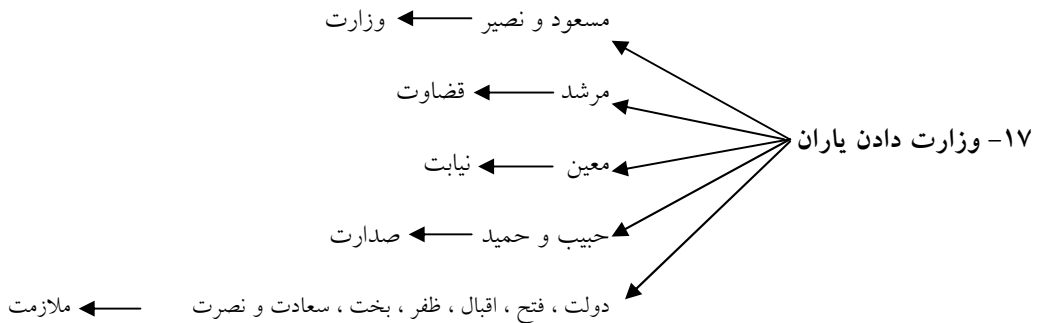 مسعود و نصیر وزارت
مرشد قضاوت
۱۷- وزارت دادن یاران
معین نیابت
حبیب و حمید صدارت
دولت ، فتح ، اقبال ، ظفر ، بخت ، سعادت و نصرت ملازمت